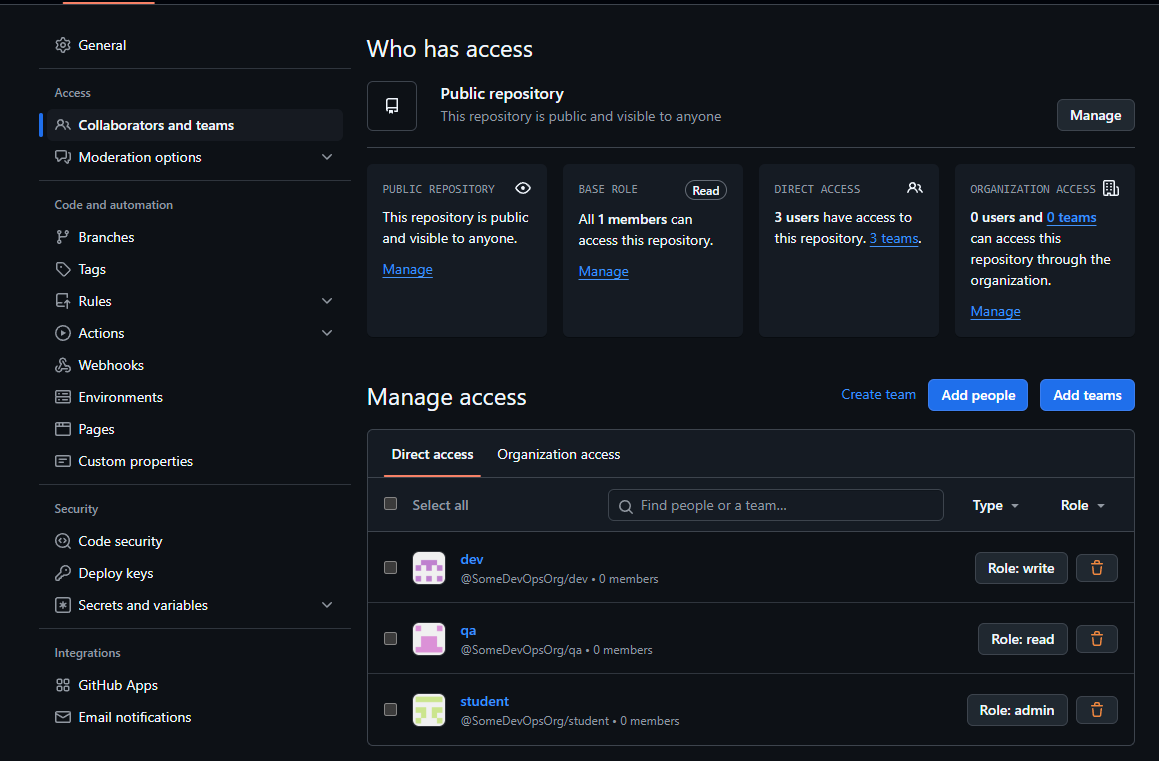 General
Access
Collaborators and teams
Moderation options
Code and automation
Branches
Tags
Rules
Actions
Webhooks
Environments
Pages
Custom properties
Security
Code security
Deploy keys
Secrets and variables
Integrations
GitHub Apps
Email notifications
Who has access
Public repository
This repository is public and visible to anyone
Manage
PUBLIC REPOSITORY
This repository is public
and visible to anyone.
Manage
BASE ROLE
Read
All 1 members can
access this repository.
Manage
DIRECT ACCESS
3 users have access to
this repository. 3 teams.
ORGANIZATION ACCESS
0 users and 0 teams
can access this
repository through the
organization.
Manage
Manage access
Create team
Add people
Add teams
Direct access
Organization access
Select all
Find people or a team...
Type
Role
dev
@SomeDevOpsOrg/dev • 0 members
Role: write
qa
@SomeDevOpsOrg/qa • 0 members
Role: read
student
@SomeDevOpsOrg/student • 0 members
Role: admin